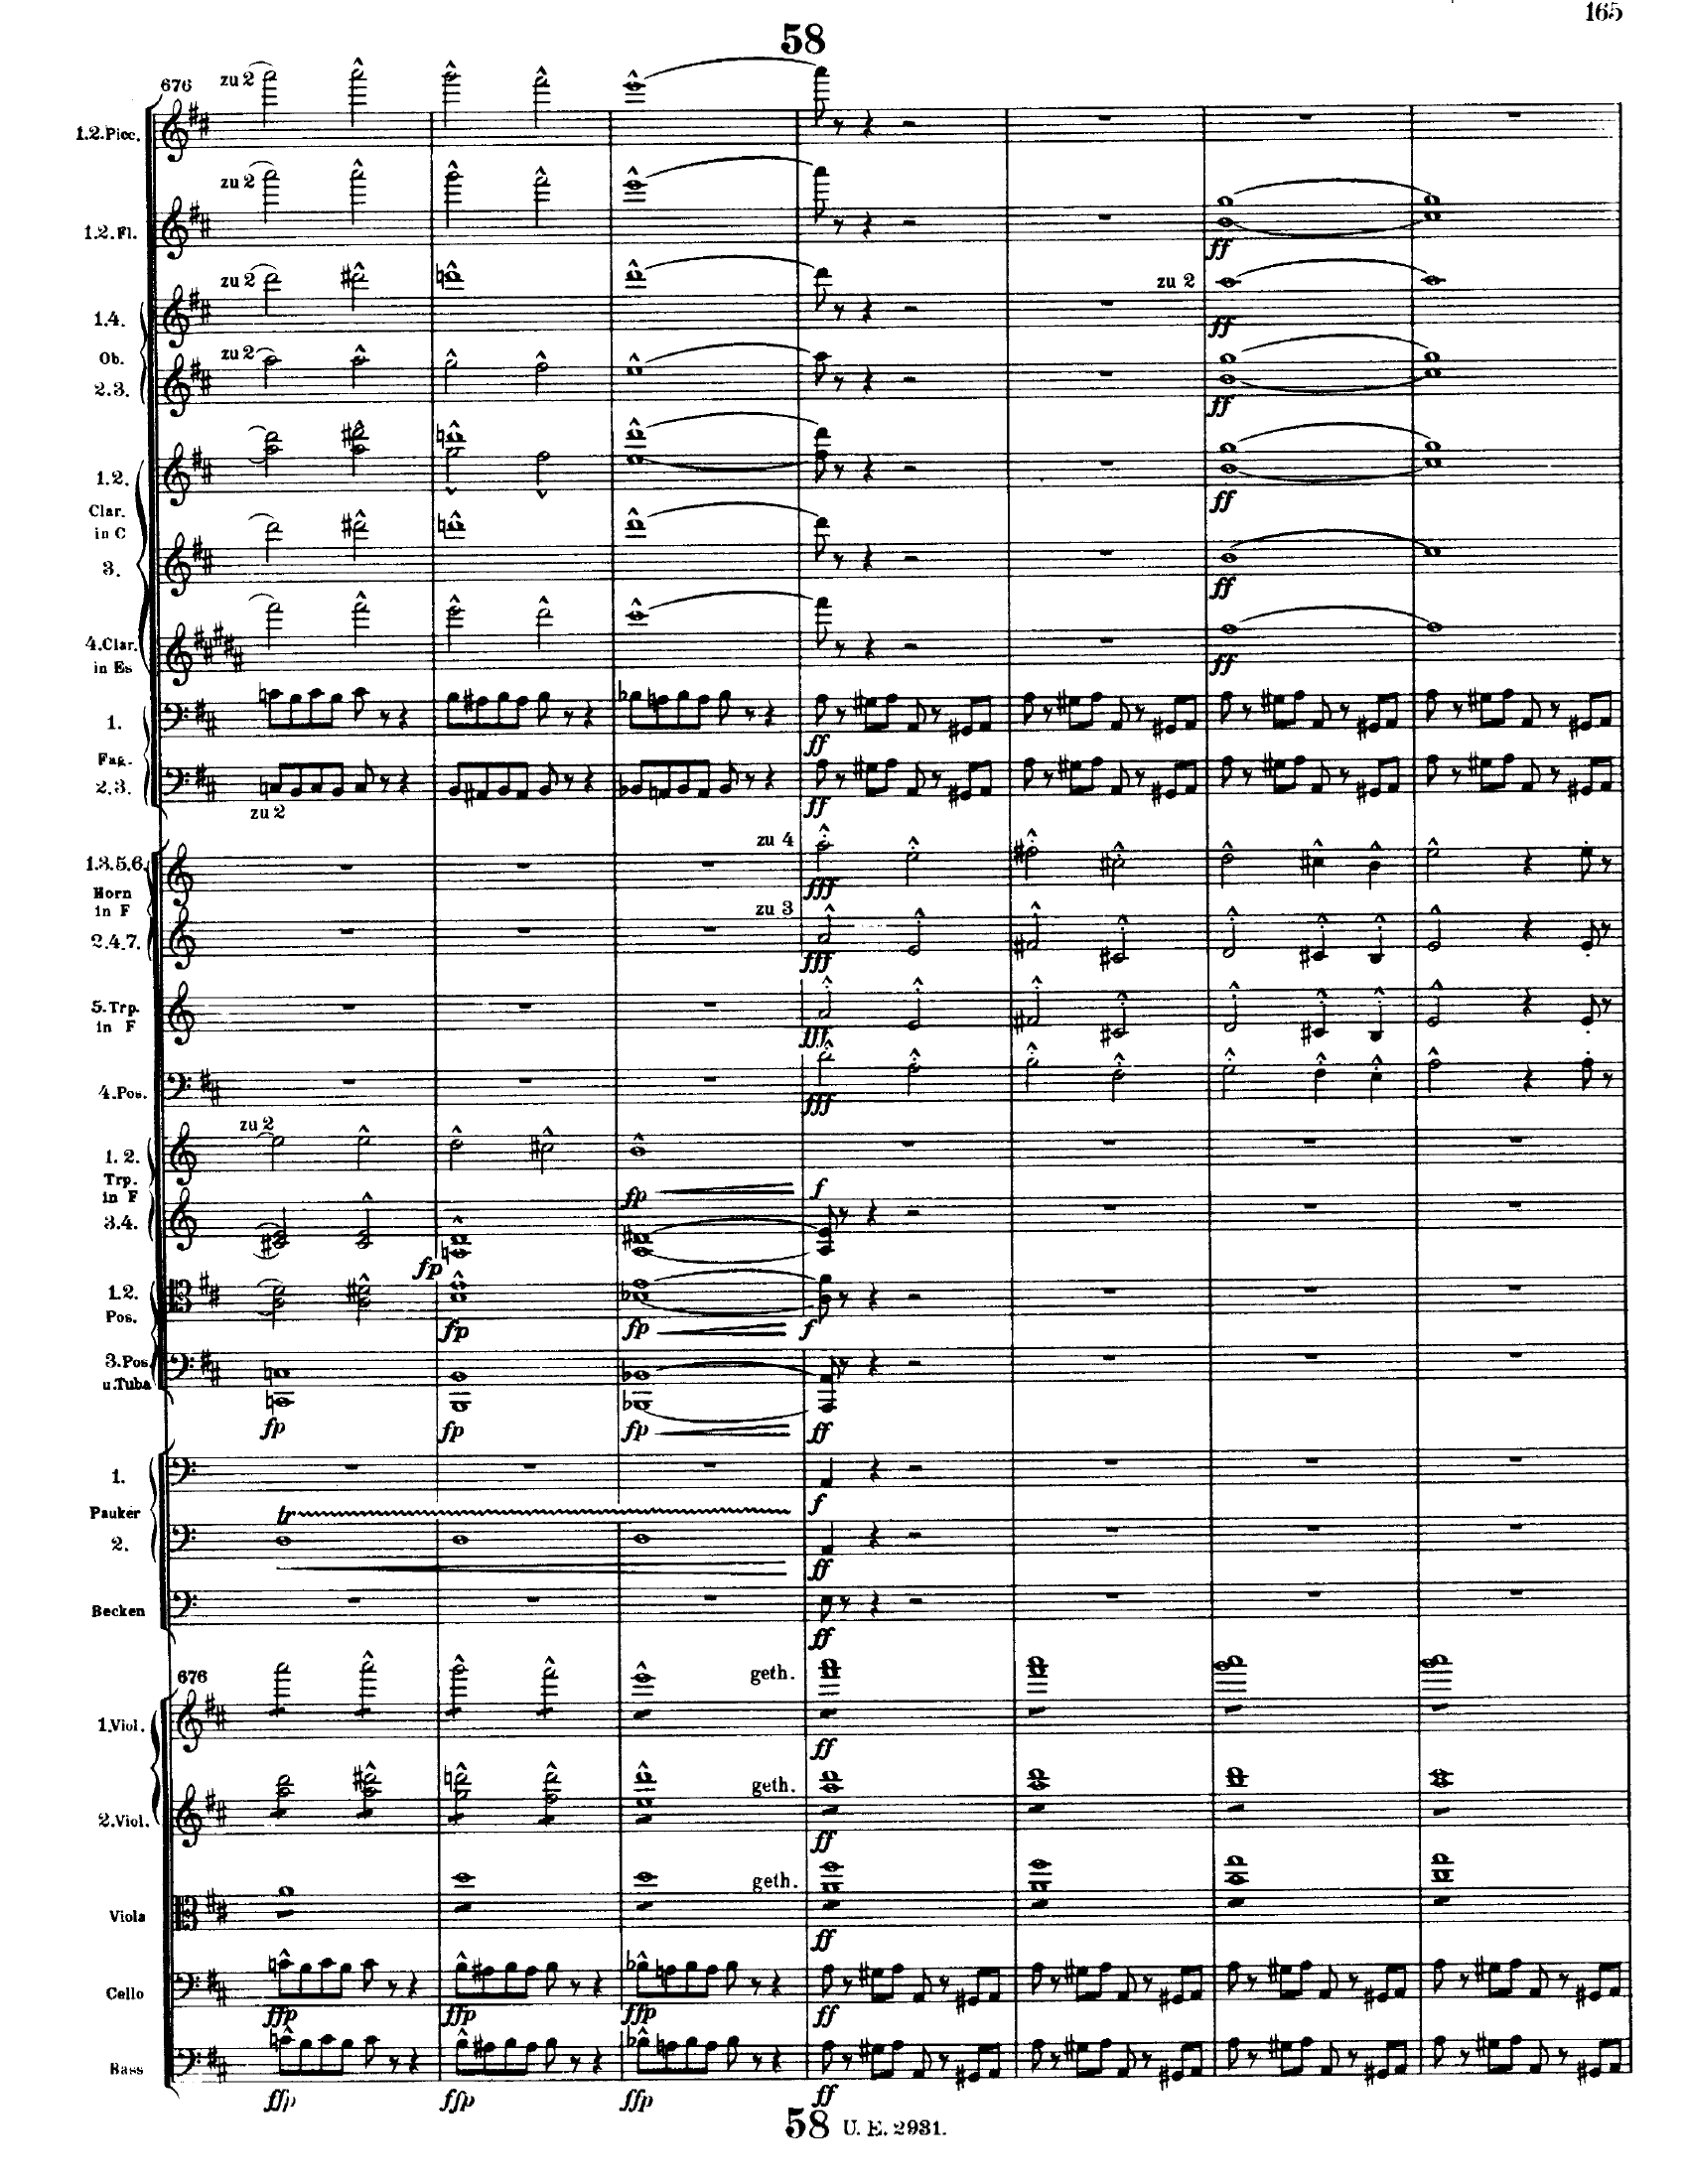 165
58
676
zu 2
1.2.Picc.
zu 2
1.2.Fl.
zu 2
zu 2
1.4.
ff
Ob.
zu 2
2.3.
ff
1.2.
ff
Clar.
in C
3.
ff
4.Clar.
in Es
ff
1.
ff
Fag.
2.3.
zu 2
ff
zu 4
1.3.5.6.
fff
Horn
in F
zu 3
2.4.7.
fff
5.Trp.
in F
fff
4.Pos.
fff
zu 2
1. 2.
Trp.
in F
fp
f
3.4.
fp
1.2.
Pos.
fp
fp
f
3.Pos.
u.Tuba
fp
fp
fp
ff
1.
f
Pauker
tr
2.
ff
Becken
ff
676
geth.
1.Viol.
ff
geth.
2.Viol.
ff
geth.
Viola
ff
Cello
ffp
ffp
ffp
ff
Bass
ffp
ffp
ffp
ff
58 U. E. 2931.